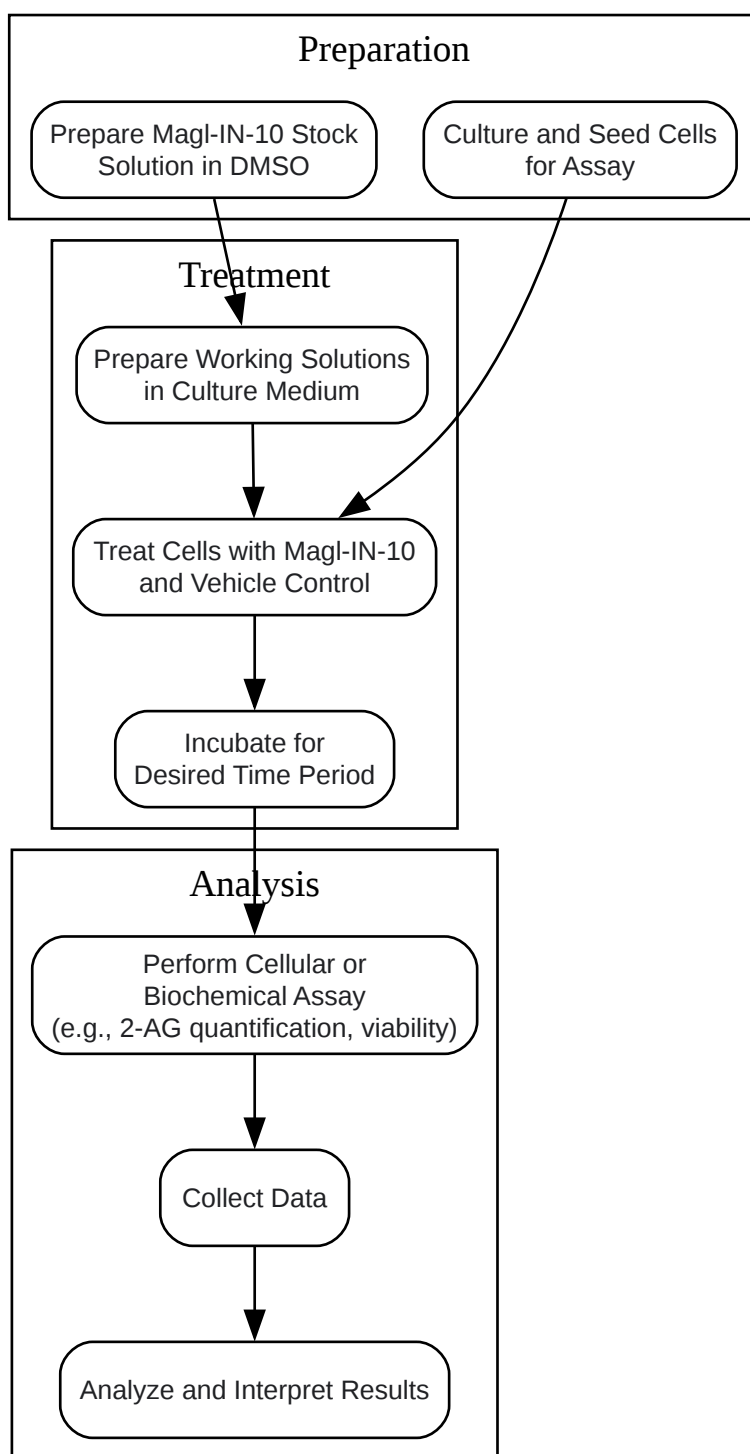 Preparation
Prepare Magl-IN-10 Stock
Solution in DMSO
Culture and Seed Cells
for Assay
Treatment
Prepare Working Solutions
in Culture Medium
Treat Cells with Magl-IN-10
and Vehicle Control
Incubate for
Desired Time Period
Analysis
Perform Cellular or
Biochemical Assay
(e.g., 2-AG quantification, viability)
Collect Data
Analyze and Interpret Results